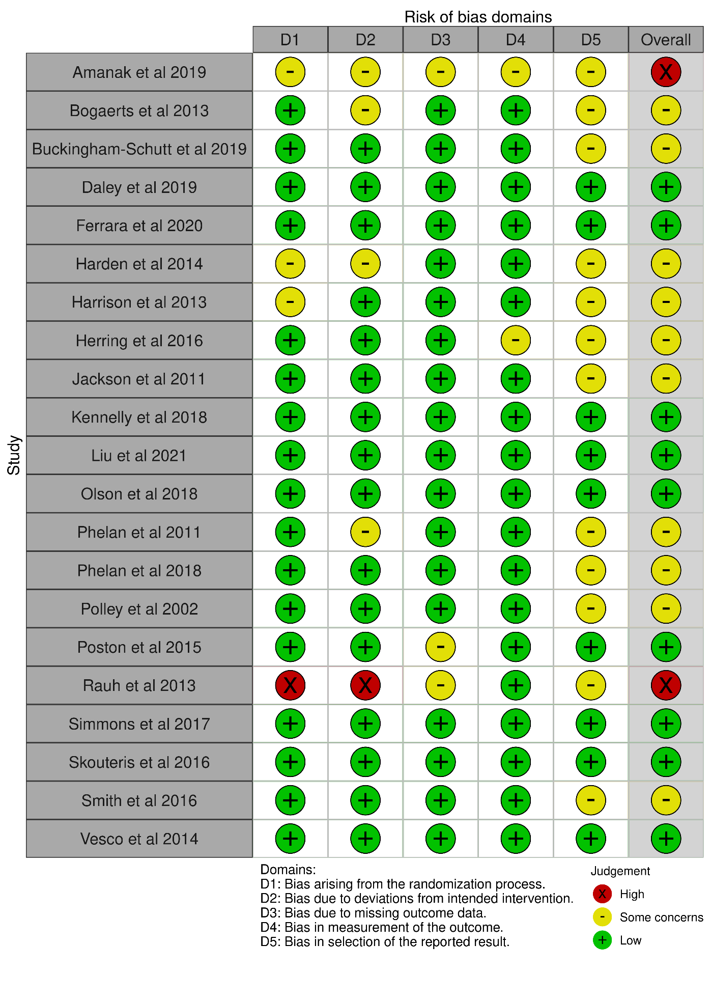 Risk of bias domains
D1 D2 D3 D4 D5 Overall
Study
Amanak et al 2019 - - - - - X
Bogaerts et al 2013 + - + + - -
Buckingham-Schutt et al 2019 + + + + - -
Daley et al 2019 + + + + + +
Ferrara et al 2020 + + + + + +
Harden et al 2014 - - + + - -
Harrison et al 2013 - + + + - -
Herring et al 2016 + + + - - -
Jackson et al 2011 + + + + - -
Kennelly et al 2018 + + + + + +
Liu et al 2021 + + + + + +
Olson et al 2018 + + + + + +
Phelan et al 2011 + - + + - -
Phelan et al 2018 + + + + - -
Polley et al 2002 + + + + - -
Poston et al 2015 + + - + + +
Rauh et al 2013 X X - + - X
Simmons et al 2017 + + + + + +
Skouteris et al 2016 + + + + + +
Smith et al 2016 + + + + - -
Vesco et al 2014 + + + + + +
Domains:
D1: Bias arising from the randomization process.
D2: Bias due to deviations from intended intervention.
D3: Bias due to missing outcome data.
D4: Bias in measurement of the outcome.
D5: Bias in selection of the reported result.
Judgement
X High
- Some concerns
+ Low